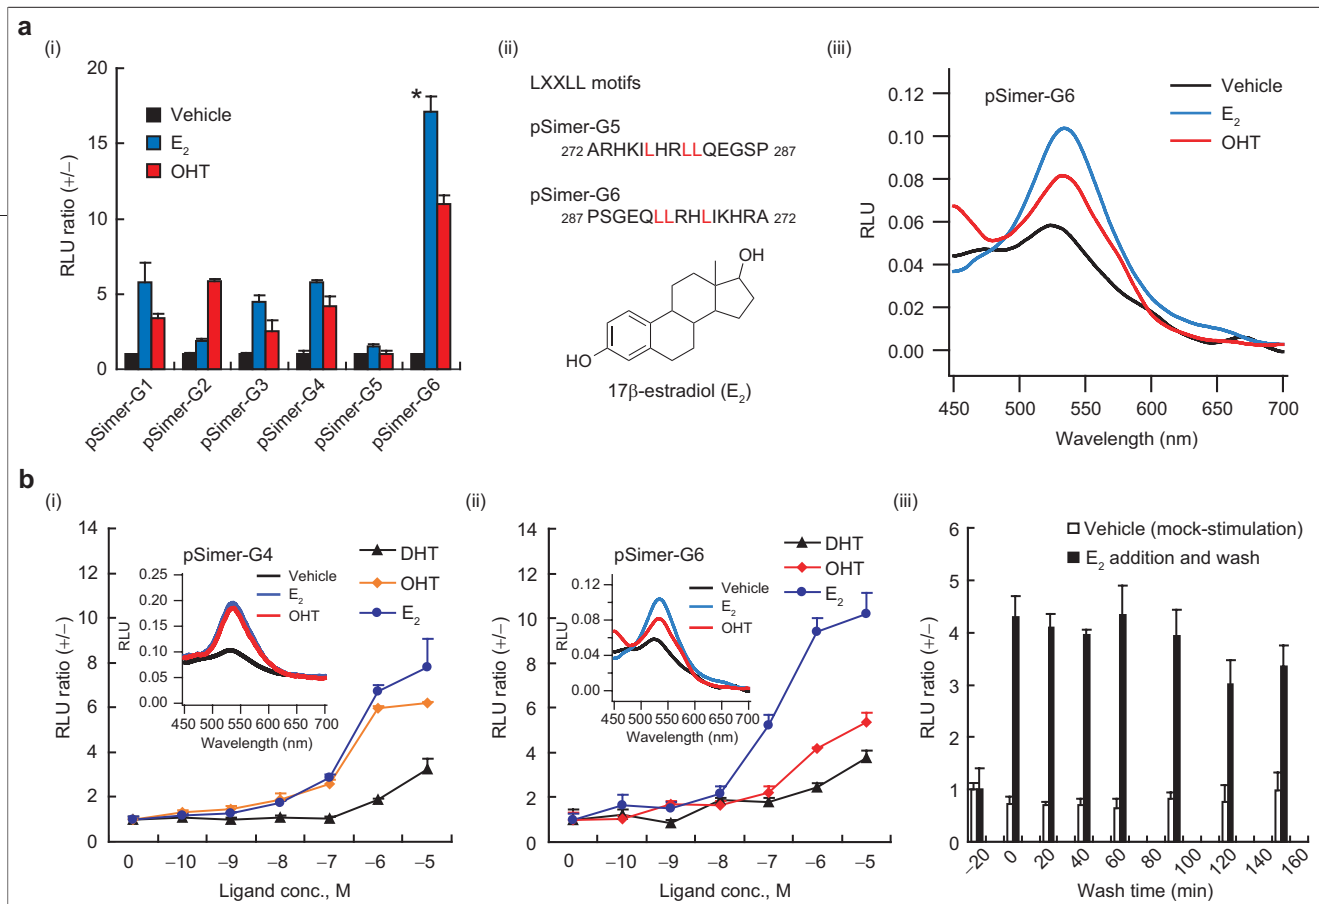 a
(i)
RLU ratio (+/−)
20
15
10
5
0
Vehicle
E2
OHT
*
pSimer-G1
pSimer-G2
pSimer-G3
pSimer-G4
pSimer-G5
pSimer-G6
(ii)
LXXLL motifs
pSimer-G5
272 ARHKILHRLLQEGSP 287
pSimer-G6
287 PSGEQLLRHLIKHRA 272
OH
HO
17β-estradiol (E2)
(iii)
pSimer-G6
Vehicle
E2
OHT
RLU
0.12
0.10
0.08
0.06
0.04
0.02
0.00
450 500 550 600 650 700
Wavelength (nm)
b
(i)
RLU ratio (+/−)
14
12
10
8
6
4
2
0
pSimer-G4
DHT
OHT
E2
RLU
0.25
0.20
0.15
0.10
0.05
0.00
Vehicle
E2
OHT
450 500 550 600 650 700
Wavelength (nm)
0 −10 −9 −8 −7 −6 −5
Ligand conc., M
(ii)
RLU ratio (+/−)
14
12
10
8
6
4
2
0
pSimer-G6
DHT
OHT
E2
RLU
0.12
0.08
0.04
0.00
Vehicle
E2
OHT
450 500 550 600 650 700
Wavelength (nm)
0 −10 −9 −8 −7 −6 −5
Ligand conc., M
(iii)
Vehicle (mock-stimulation)
E2 addition and wash
RLU ratio (+/−)
6
5
4
3
2
1
0
−20 0 20 40 60 80 100 120 140 160
Wash time (min)